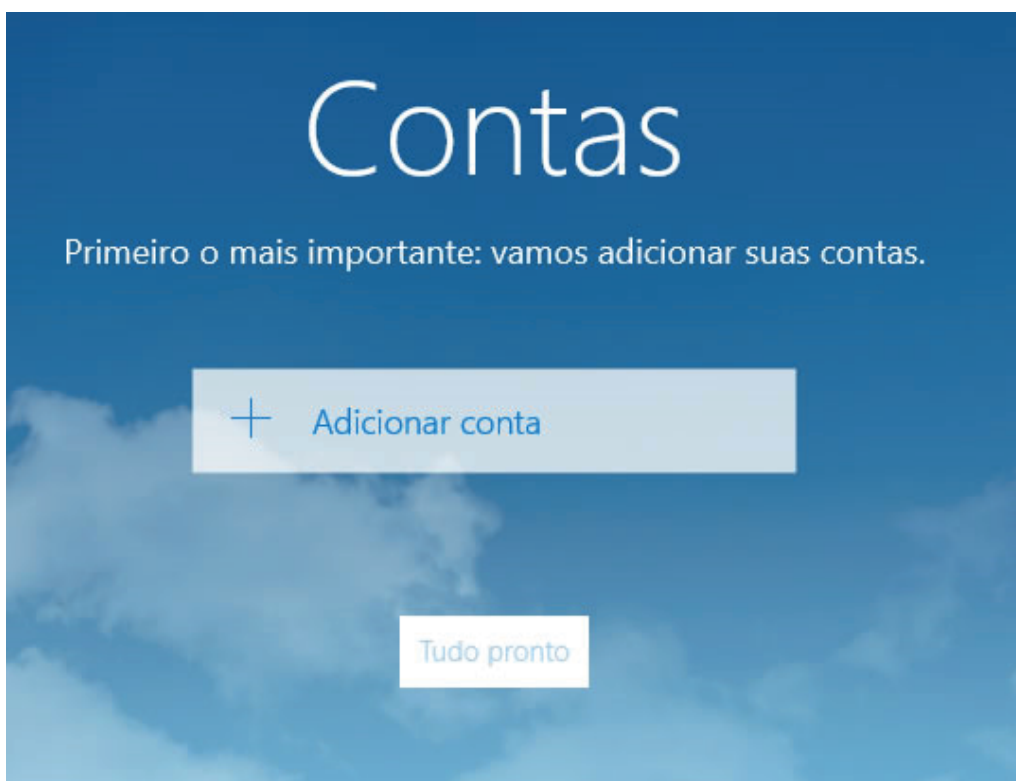 Contas
Primeiro o mais importante: vamos adicionar suas contas.
+ Adicionar conta
Tudo pronto